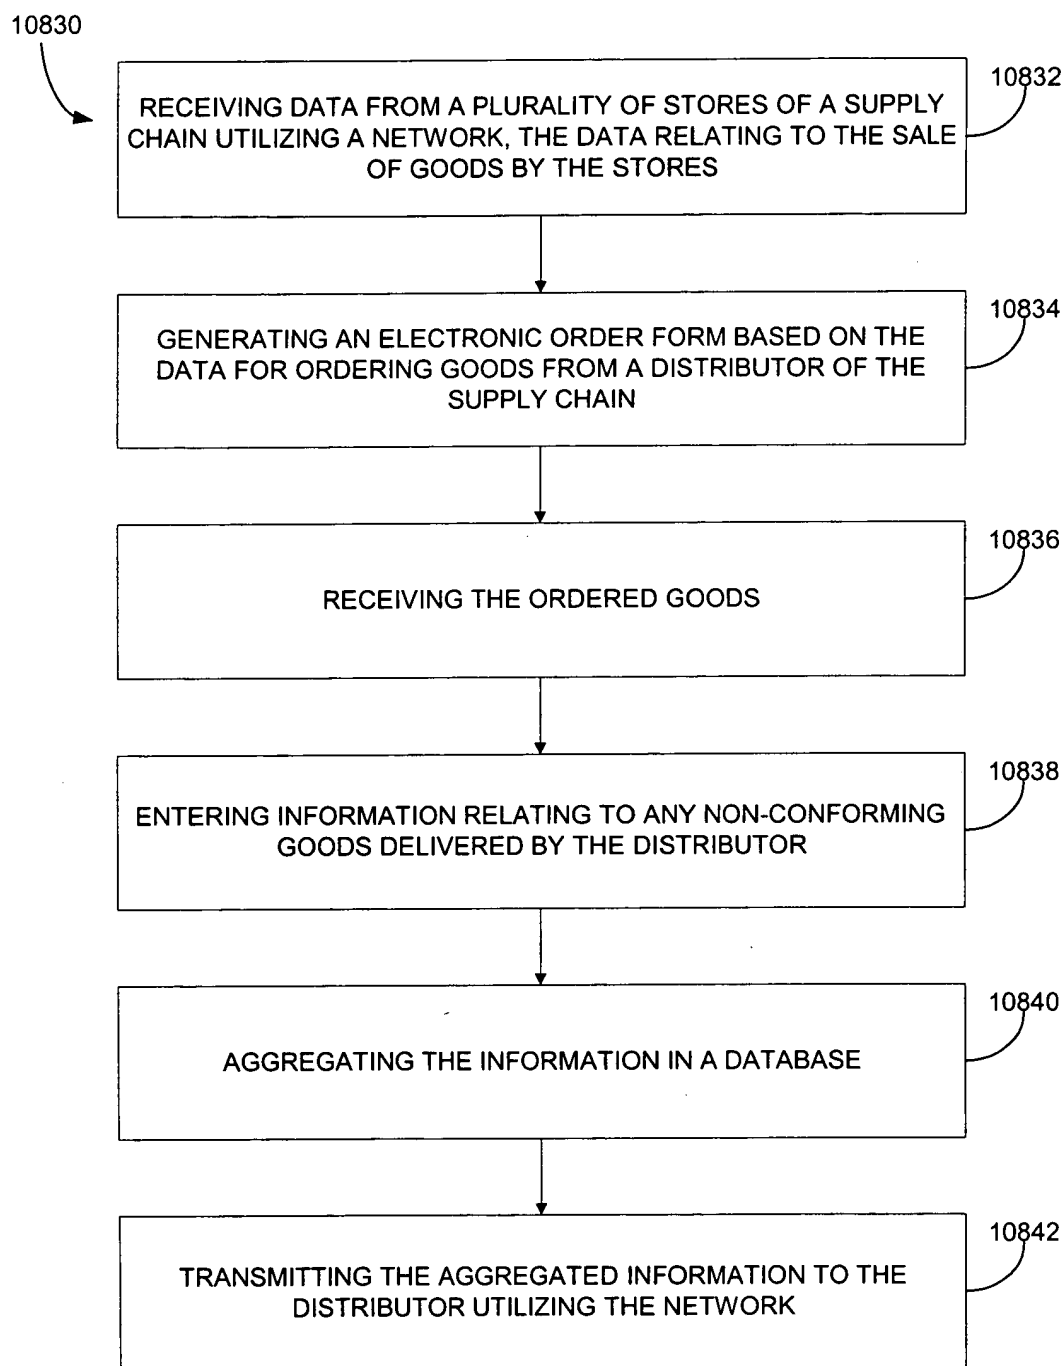 10830
10832
RECEIVING DATA FROM A PLURALITY OF STORES OF A SUPPLY
CHAIN UTILIZING A NETWORK, THE DATA RELATING TO THE SALE
OF GOODS BY THE STORES
10834
GENERATING AN ELECTRONIC ORDER FORM BASED ON THE
DATA FOR ORDERING GOODS FROM A DISTRIBUTOR OF THE
SUPPLY CHAIN
10836
RECEIVING THE ORDERED GOODS
10838
ENTERING INFORMATION RELATING TO ANY NON-CONFORMING
GOODS DELIVERED BY THE DISTRIBUTOR
10840
AGGREGATING THE INFORMATION IN A DATABASE
10842
TRANSMITTING THE AGGREGATED INFORMATION TO THE
DISTRIBUTOR UTILIZING THE NETWORK